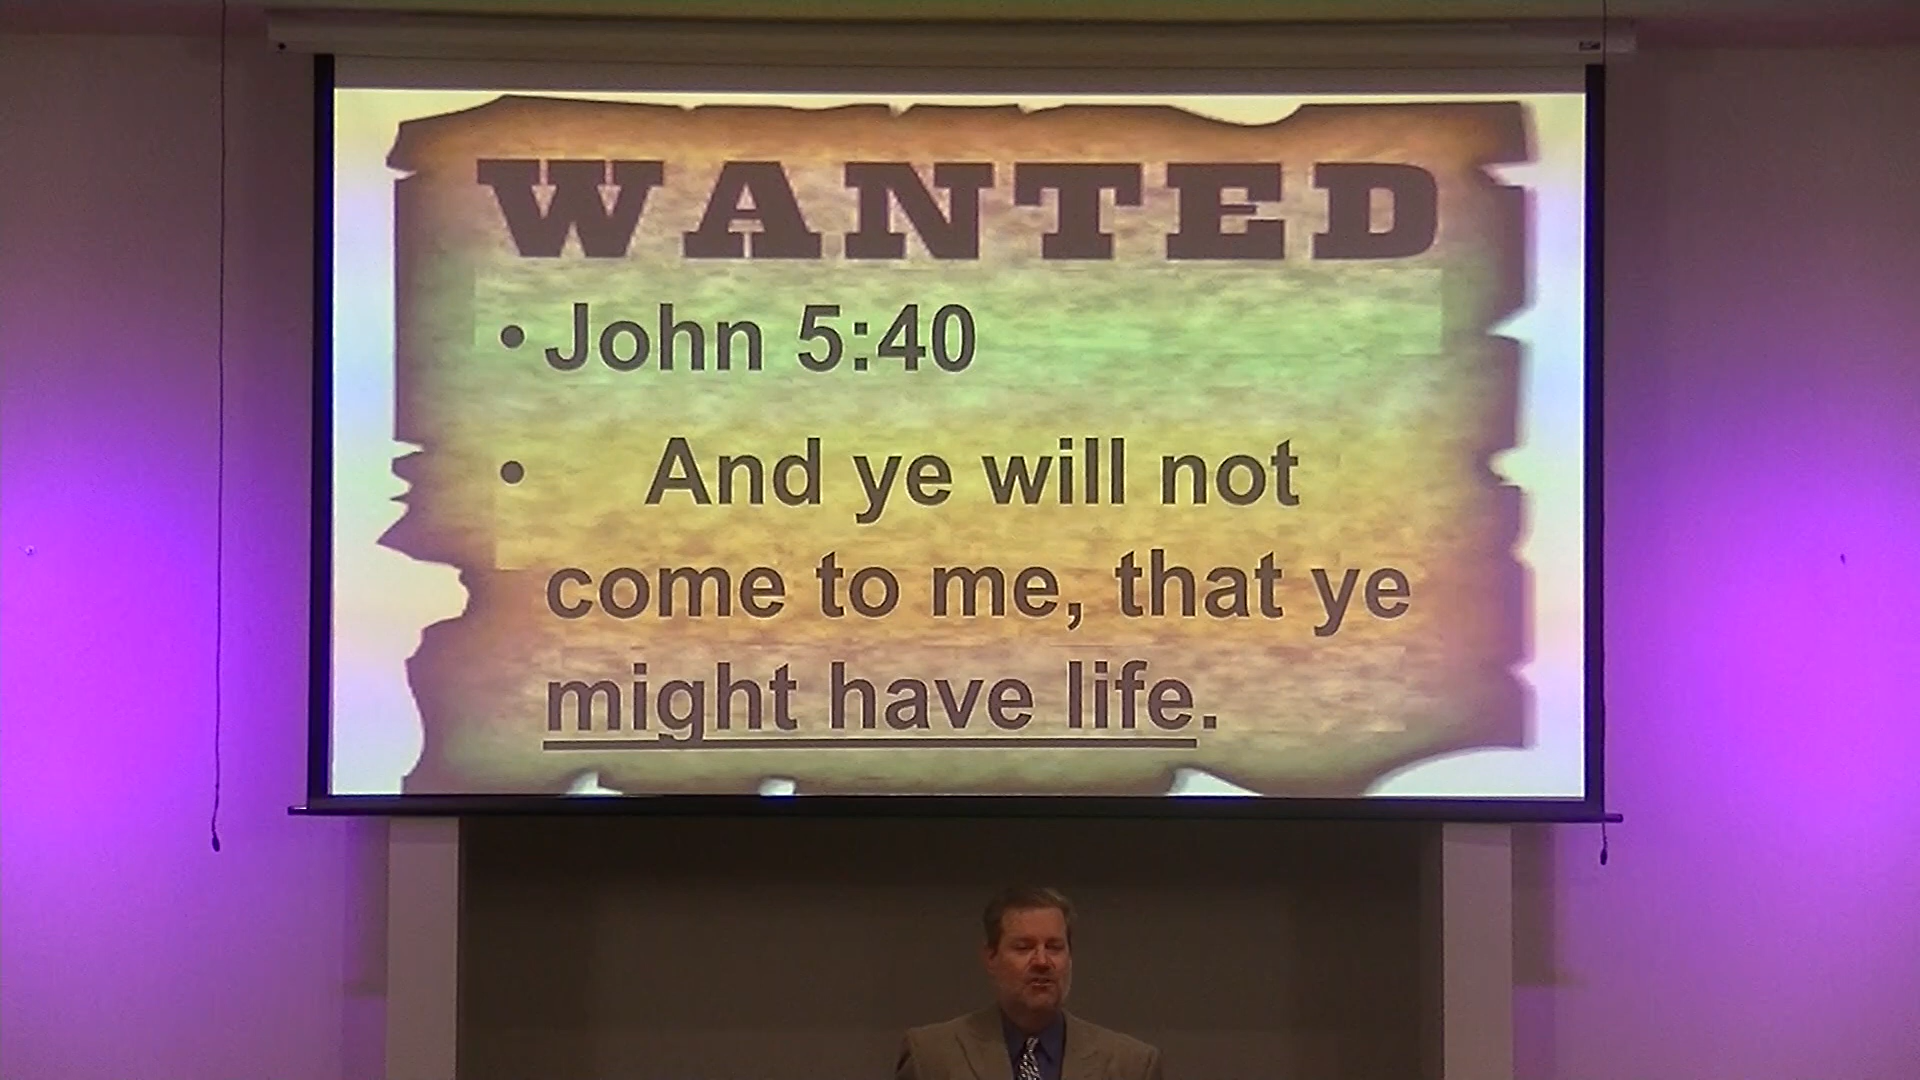 WANTED
• John 5:40
• And ye will not
come to me, that ye
might have life.